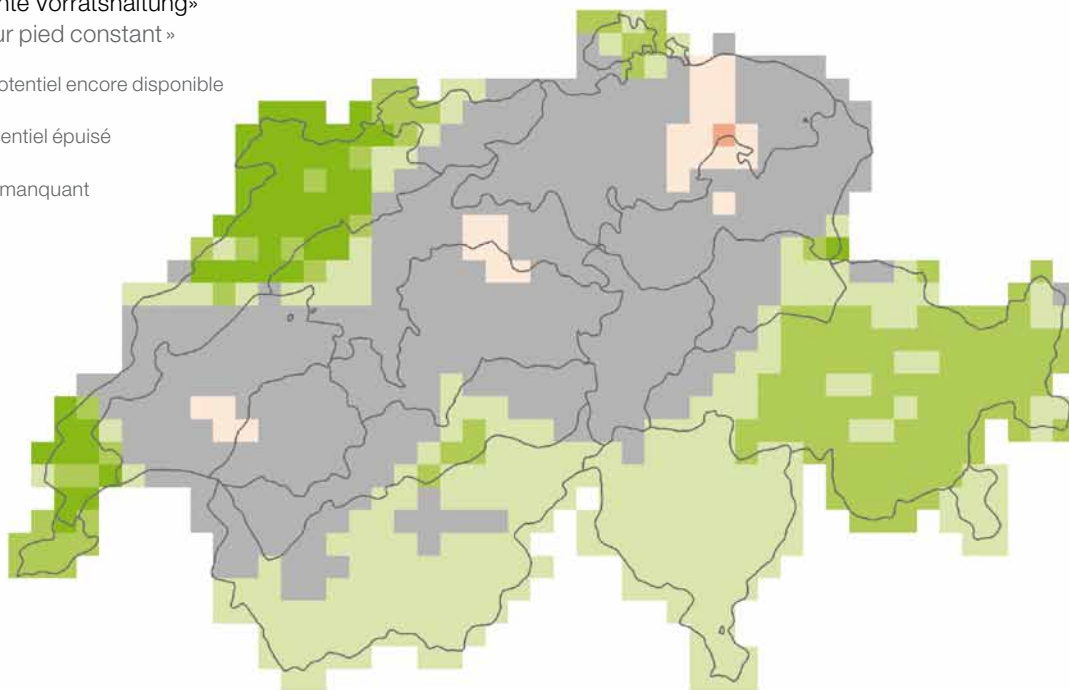 nte Vorratshaltung»
ur pied constant »
otentiel encore disponible
entiel épuisé
manquant